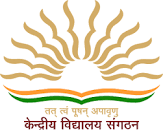 तत् त्वं पूषन् अपावृणु
केन्द्रीय विद्यालय संगठन